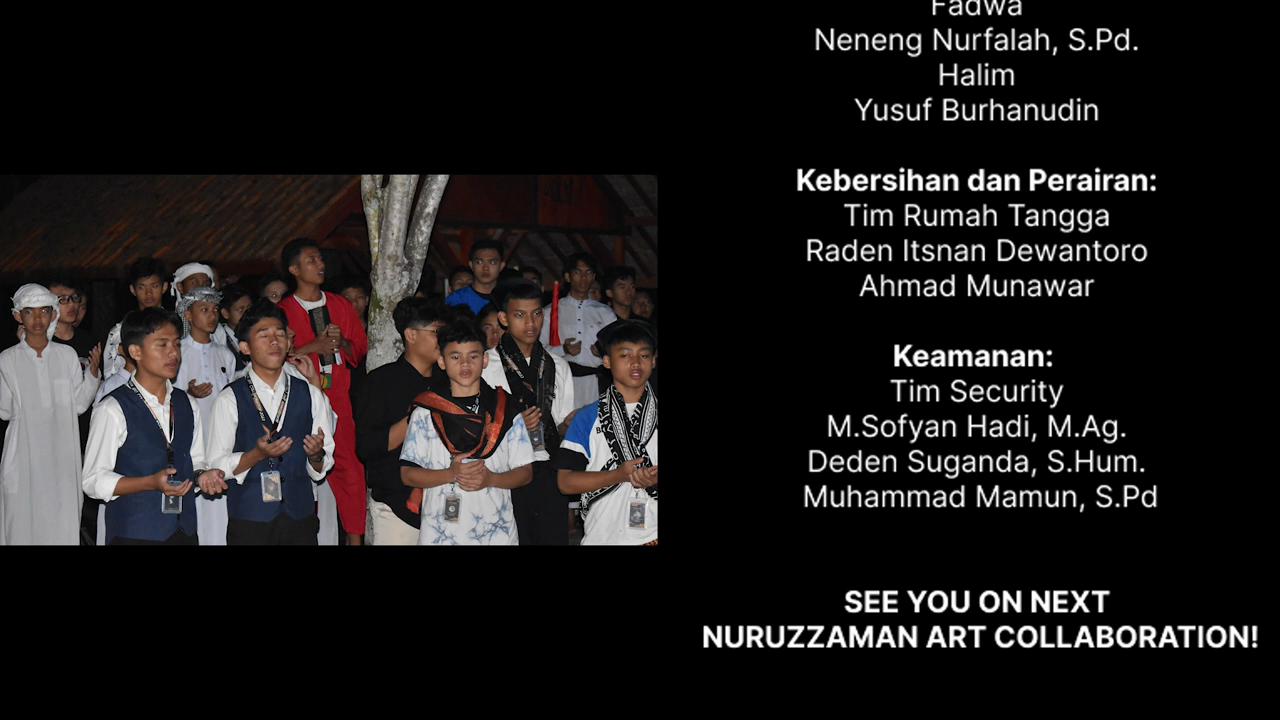 Fadwa
Neneng Nurfalah, S.Pd.
Halim
Yusuf Burhanudin
Kebersihan dan Perairan:
Tim Rumah Tangga
Raden Itsnan Dewantoro
Ahmad Munawar
Keamanan:
Tim Security
M.Sofyan Hadi, M.Ag.
Deden Suganda, S.Hum.
Muhammad Mamun, S.Pd
SEE YOU ON NEXT
NURUZZAMAN ART COLLABORATION!